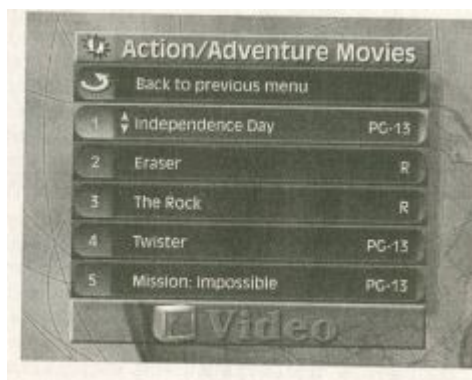 Action/Adventure Movies
Back to previous menu
1 Independence Day PG-13
2 Eraser R
3 The Rock R
4 Twister PG-13
5 Mission: Impossible PG-13
Video